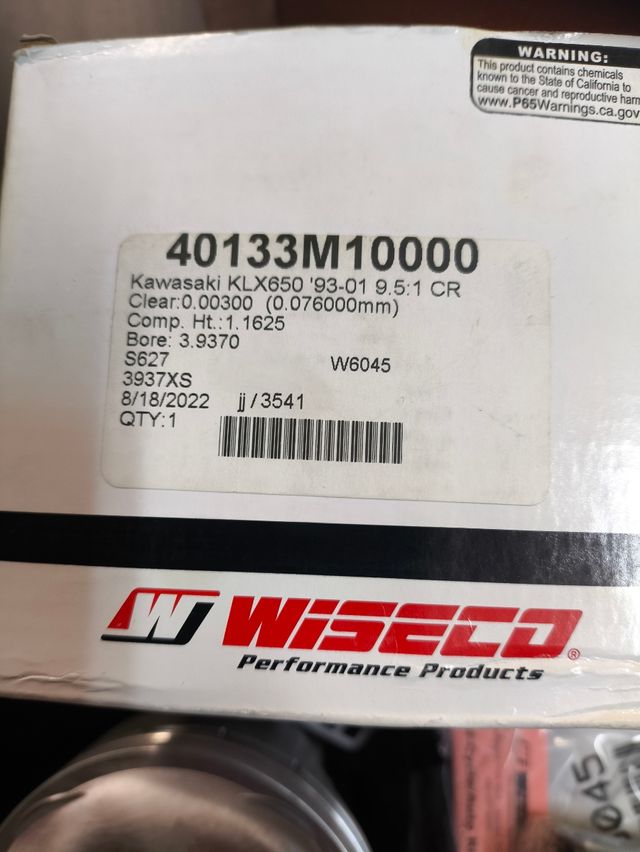 WARNING:
This product contains chemicals
known to the State of California to
cause cancer and reproductive harm
www.P65Warnings.ca.gov
40133M10000
Kawasaki KLX650 '93-01 9.5:1 CR
Clear:0.00300 (0.076000mm)
Comp. Ht.:1.1625
Bore: 3.9370
S627 W6045
3937XS
8/18/2022 jj/3541
QTY:1
W WISECO®
Performance Products
045